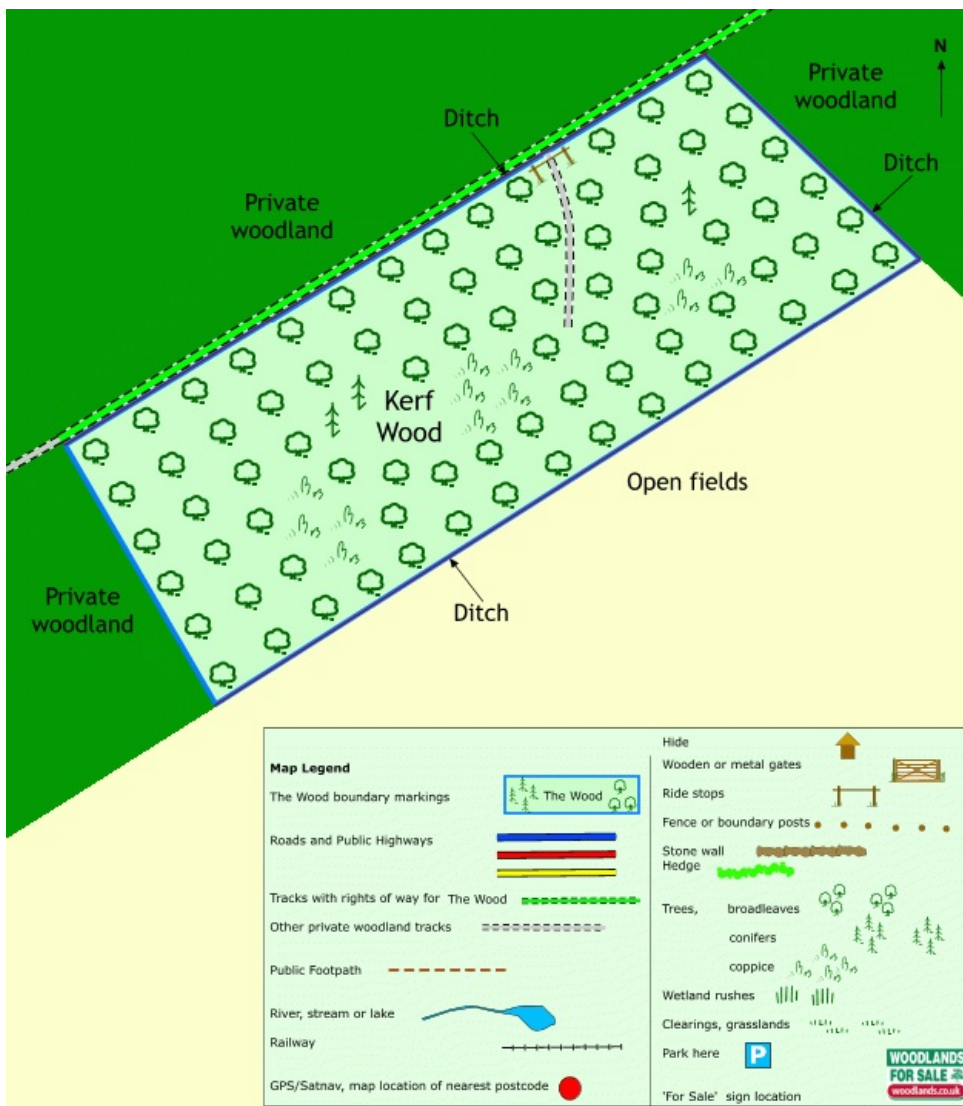 N
Private
woodland
Ditch
Ditch
Private
woodland
Kerf
Wood
Open fields
Private
woodland
Ditch
Map Legend
The Wood boundary markings
The Wood
Roads and Public Highways
Tracks with rights of way for The Wood
Other private woodland tracks
Public Footpath
River, stream or lake
Railway
GPS/Satnav, map location of nearest postcode
Hide
Wooden or metal gates
Ride stops
Fence or boundary posts
Stone wall
Hedge
Trees, broadleaves
conifers
coppice
Wetland rushes
Clearings, grasslands
Park here P
'For Sale' sign location
WOODLANDS
FOR SALE
woodlands.co.uk